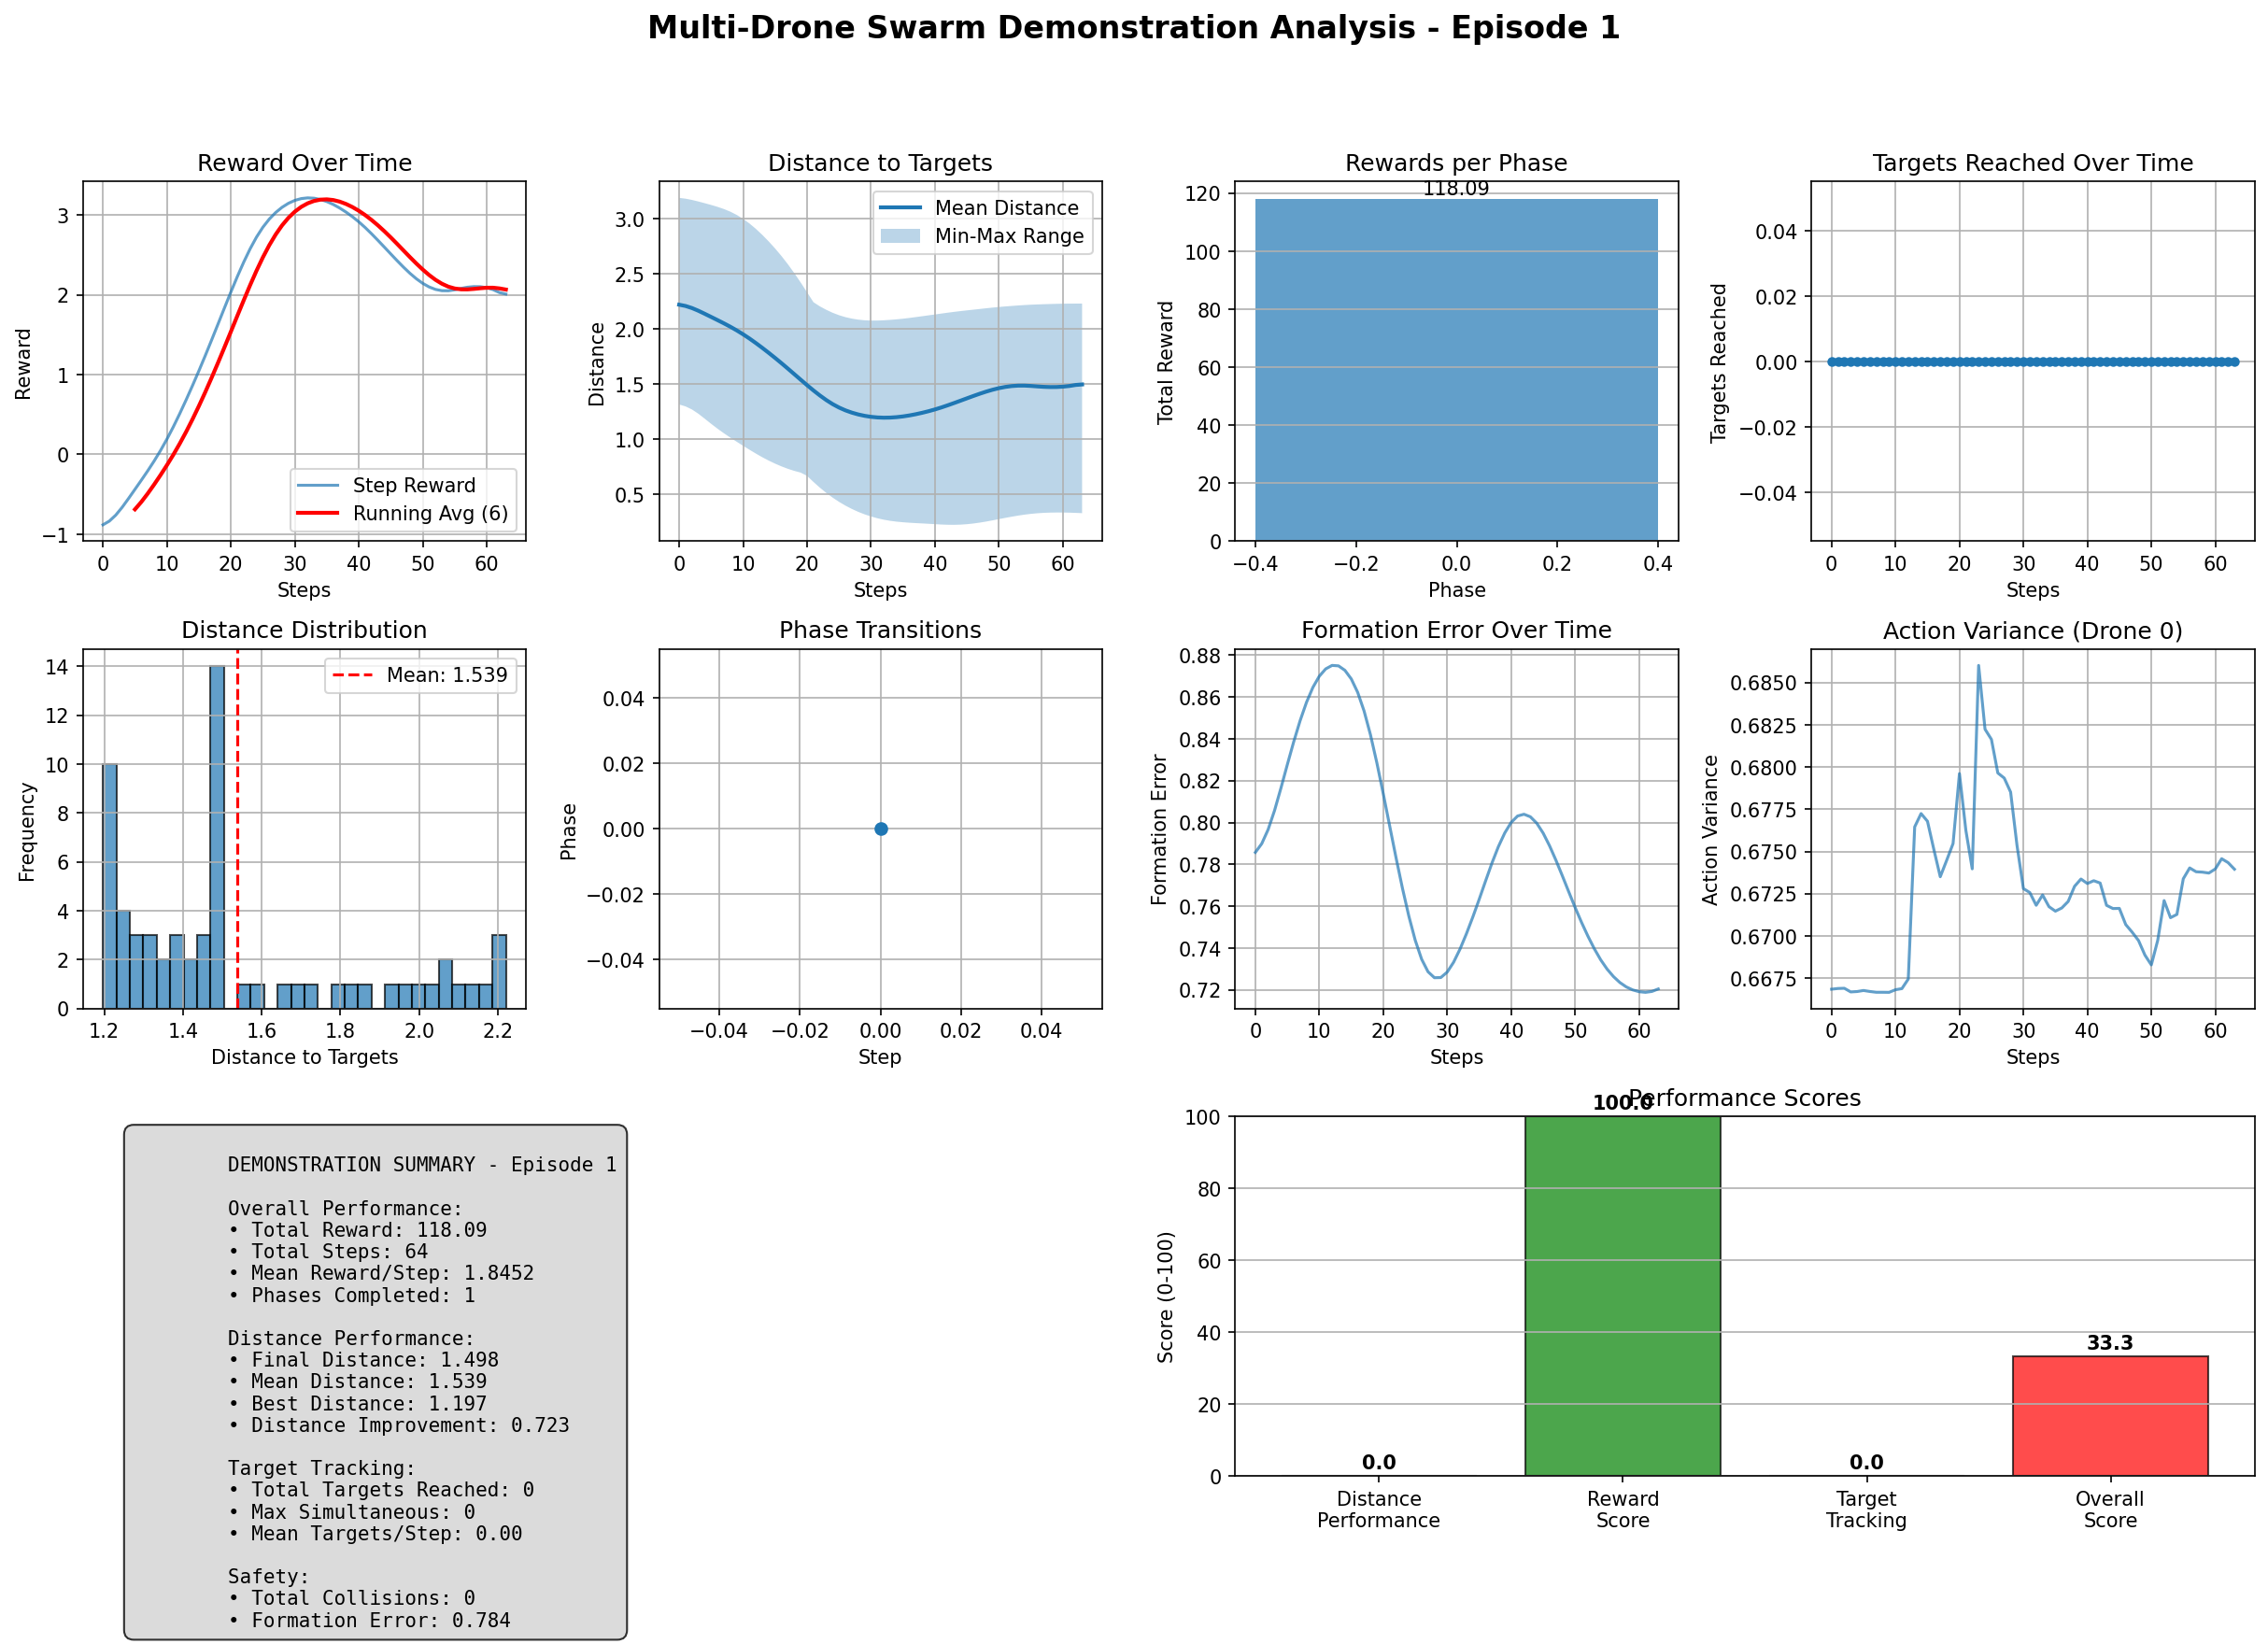 Multi-Drone Swarm Demonstration Analysis - Episode 1
Reward Over Time
Reward
3
2
1
0
−1
Step Reward
Running Avg (6)
0 10 20 30 40 50 60
Steps
Distance to Targets
Distance
3.0
2.5
2.0
1.5
1.0
0.5
Mean Distance
Min-Max Range
0 10 20 30 40 50 60
Steps
Rewards per Phase
118.09
Total Reward
120
100
80
60
40
20
0
−0.4 −0.2 0.0 0.2 0.4
Phase
Targets Reached Over Time
Targets Reached
0.04
0.02
0.00
−0.02
−0.04
0 10 20 30 40 50 60
Steps
Distance Distribution
Frequency
14
12
10
8
6
4
2
0
Mean: 1.539
1.2 1.4 1.6 1.8 2.0 2.2
Distance to Targets
Phase Transitions
Phase
0.04
0.02
0.00
−0.02
−0.04
−0.04 −0.02 0.00 0.02 0.04
Step
Formation Error Over Time
Formation Error
0.88
0.86
0.84
0.82
0.80
0.78
0.76
0.74
0.72
0 10 20 30 40 50 60
Steps
Action Variance (Drone 0)
Action Variance
0.6850
0.6825
0.6800
0.6775
0.6750
0.6725
0.6700
0.6675
0 10 20 30 40 50 60
Steps
DEMONSTRATION SUMMARY - Episode 1
Overall Performance:
• Total Reward: 118.09
• Total Steps: 64
• Mean Reward/Step: 1.8452
• Phases Completed: 1
Distance Performance:
• Final Distance: 1.498
• Mean Distance: 1.539
• Best Distance: 1.197
• Distance Improvement: 0.723
Target Tracking:
• Total Targets Reached: 0
• Max Simultaneous: 0
• Mean Targets/Step: 0.00
Safety:
• Total Collisions: 0
• Formation Error: 0.784
Performance Scores
Score (0-100)
100
80
60
40
20
0
0.0
100.0
0.0
33.3
Distance
Performance
Reward
Score
Target
Tracking
Overall
Score